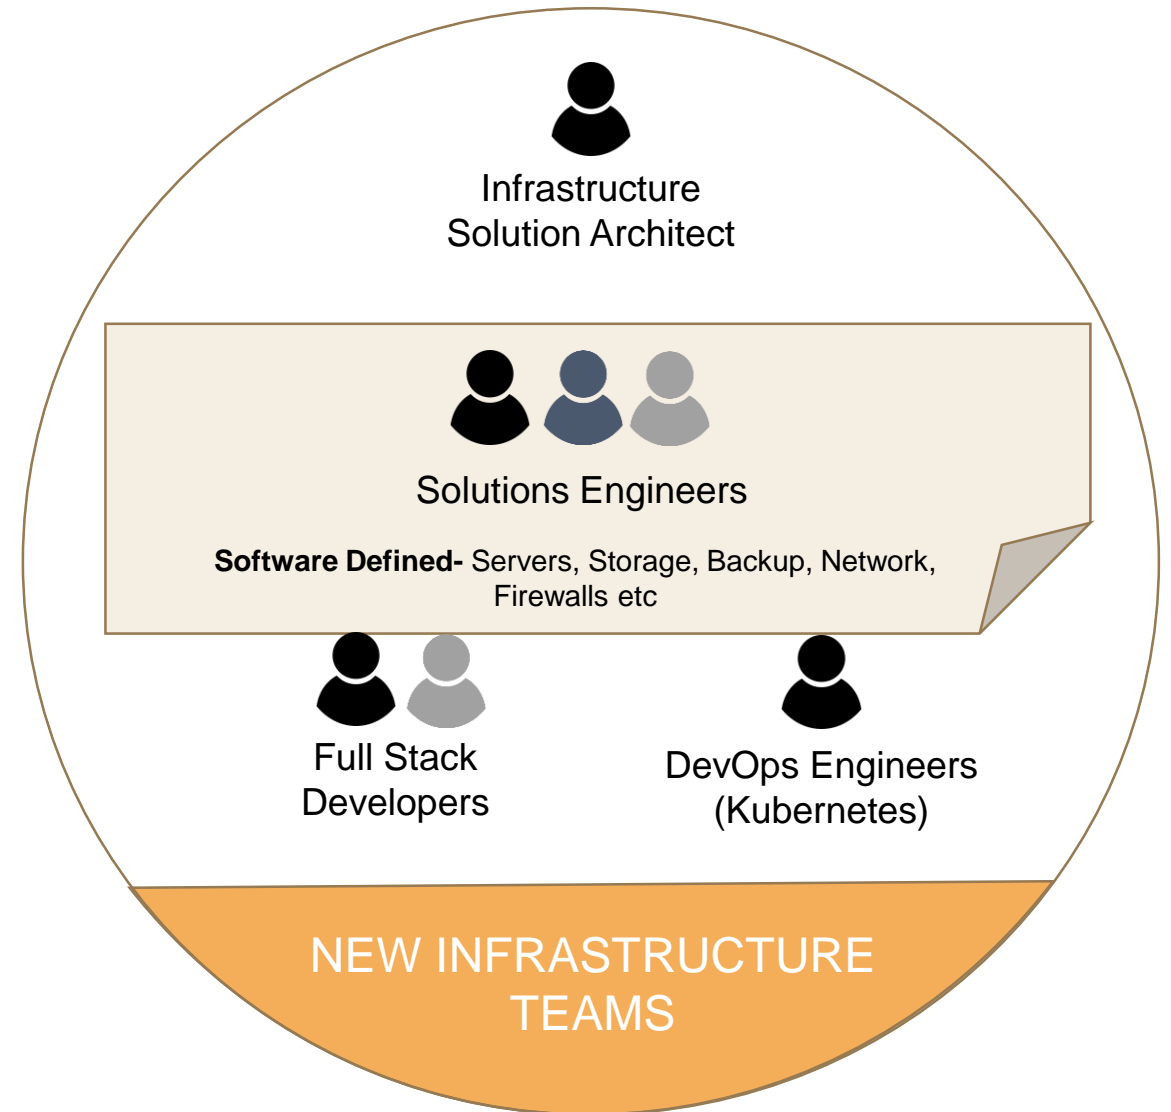 Infrastructure
Solution Architect
Solutions Engineers
Software Defined- Servers, Storage, Backup, Network,
Firewalls etc
Full Stack
Developers
DevOps Engineers
(Kubernetes)
NEW INFRASTRUCTURE
TEAMS